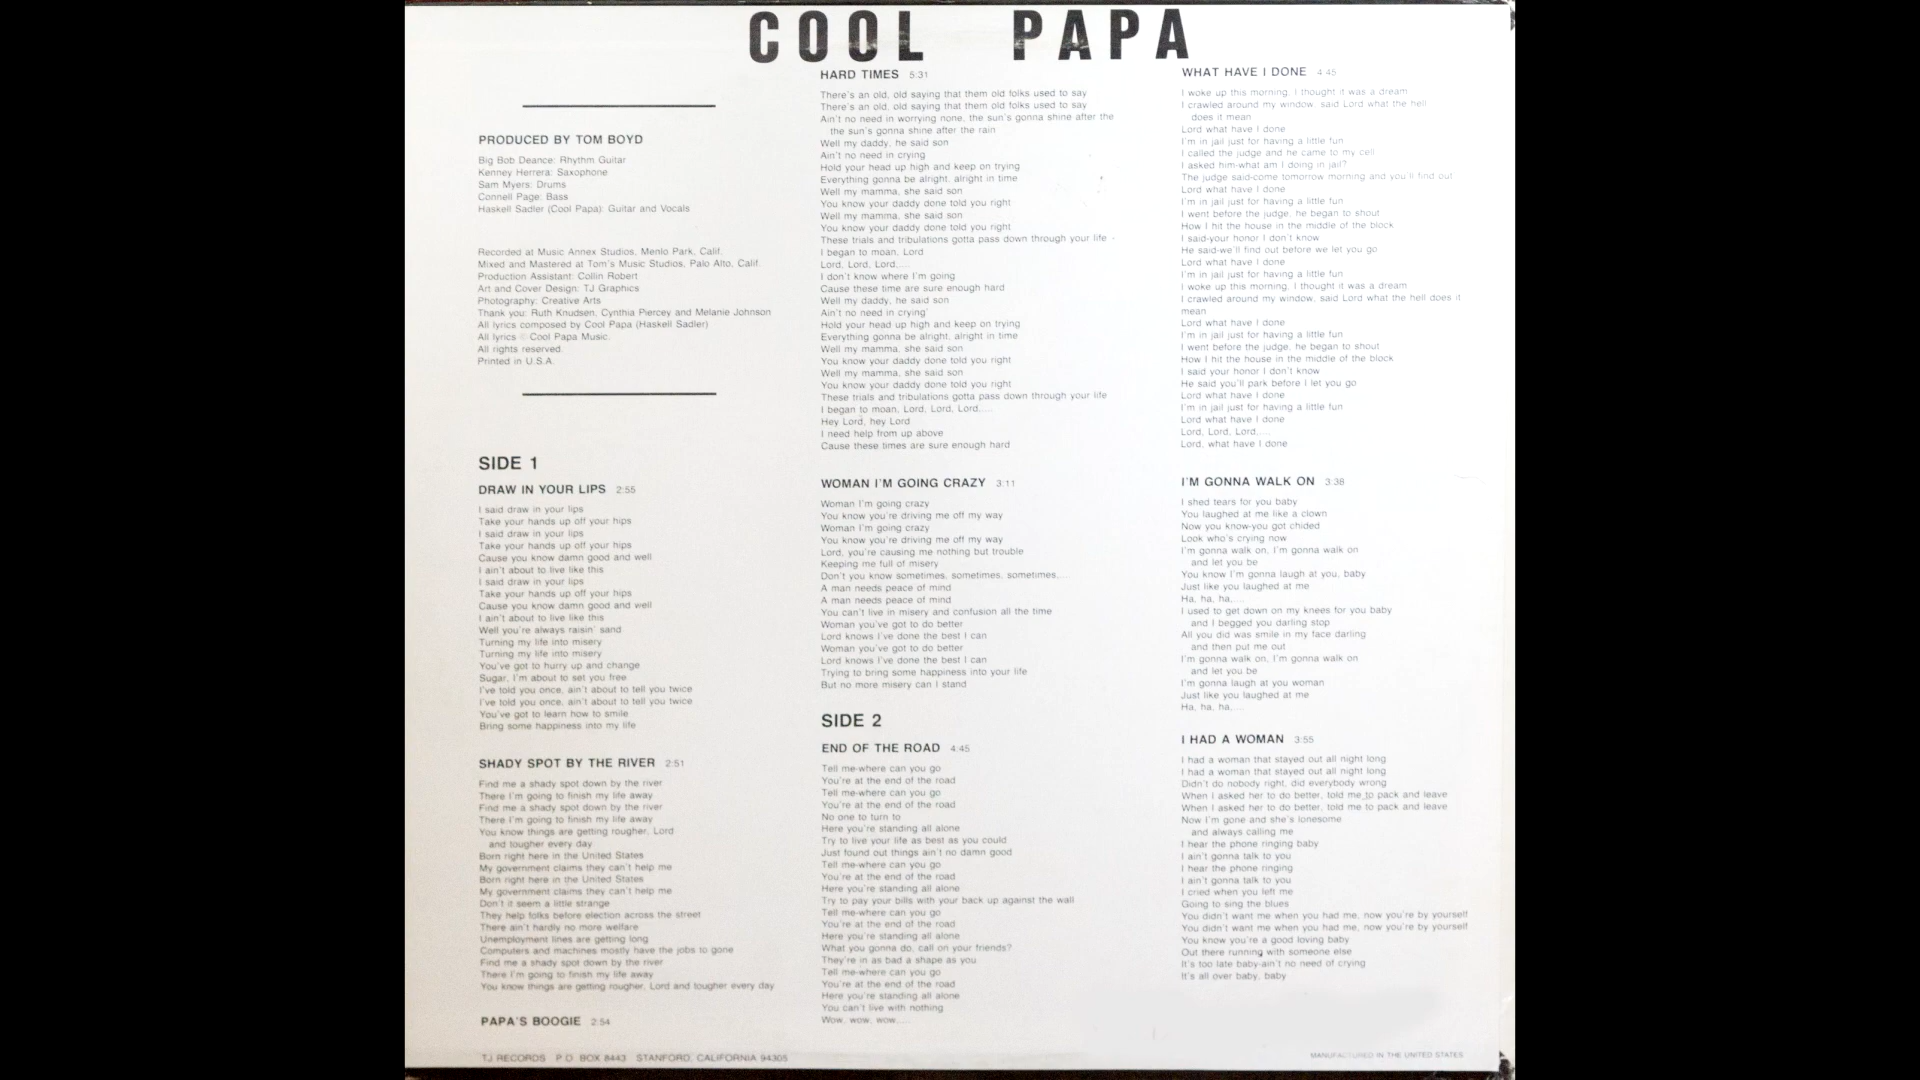 COOL PAPA
PRODUCED BY TOM BOYD
Big Bob Deance: Rhythm Guitar
Kenney Herrera: Saxophone
Sam Myers: Drums
Connell Page: Bass
Haskell Sadler (Cool Papa): Guitar and Vocals
Recorded at Music Annex Studios, Menlo Park, Calif.
Mixed and Mastered at Tom's Music Studios, Palo Alto, Calif.
Production Assistant: Collin Robert
Art and Cover Design: TJ Graphics
Photography: Creative Arts
Thank you: Ruth Knudsen, Cynthia Piercey and Melanie Johnson
All lyrics composed by Cool Papa (Haskell Sadler)
All lyrics © Cool Papa Music.
All rights reserved.
Printed in U.S.A.
SIDE 1
DRAW IN YOUR LIPS 2:55
I said draw in your lips
Take your hands up off your hips
I said draw in your lips
Take your hands up off your hips
Cause you know damn good and well
I ain't about to live like this
I said draw in your lips
Take your hands up off your hips
Cause you know damn good and well
I ain't about to live like this
Well you're always raisin' sand
Turning my life into misery
Turning my life into misery
You've got to hurry up and change
Sugar, I'm about to set you free
I've told you once, ain't about to tell you twice
I've told you once, ain't about to tell you twice
You've got to learn how to smile
Bring some happiness into my life
SHADY SPOT BY THE RIVER 2:51
Find me a shady spot down by the river
There I'm going to finish my life away
Find me a shady spot down by the river
There I'm going to finish my life away
You know things are getting rougher, Lord
and tougher every day
Born right here in the United States
My government claims they can't help me
Born right here in the United States
My government claims they can't help me
Don't it seem a little strange
They help folks before election across the street
There ain't hardly no more welfare
Unemployment lines are getting long
Computers and machines mostly have the jobs to gone
Find me a shady spot down by the river
There I'm going to finish my life away
You know things are getting rougher, Lord and tougher every day
PAPA'S BOOGIE 2:54
HARD TIMES 5:31
There's an old, old saying that them old folks used to say
There's an old, old saying that them old folks used to say
Ain't no need in worrying none, the sun's gonna shine after the
the sun's gonna shine after the rain
Well my daddy, he said son
Ain't no need in crying
Hold your head up high and keep on trying
Everything gonna be alright, alright in time
Well my mamma, she said son
You know your daddy done told you right
Well my mamma, she said son
You know your daddy done told you right
These trials and tribulations gotta pass down through your life -
I began to moan, Lord
Lord, Lord, Lord....
I don't know where I'm going
Cause these time are sure enough hard
Well my daddy, he said son
Ain't no need in crying'
Hold your head up high and keep on trying
Everything gonna be alright, alright in time
Well my mamma, she said son
You know your daddy done told you right
Well my mamma, she said son
You know your daddy done told you right
These trials and tribulations gotta pass down through your life
I began to moan, Lord, Lord, Lord.....
Hey Lord, hey Lord
I need help from up above
Cause these times are sure enough hard
WOMAN I'M GOING CRAZY 3:11
Woman I'm going crazy
You know you're driving me off my way
Woman I'm going crazy
You know you're driving me off my way
Lord, you're causing me nothing but trouble
Keeping me full of misery
Don't you know sometimes, sometimes, sometimes....
A man needs peace of mind
A man needs peace of mind
You can't live in misery and confusion all the time
Woman you've got to do better
Lord knows I've done the best I can
Woman you've got to do better
Lord knows I've done the best I can
Trying to bring some happiness into your life
But no more misery can I stand
SIDE 2
END OF THE ROAD 4:45
Tell me-where can you go
You're at the end of the road
Tell me-where can you go
You're at the end of the road
No one to turn to
Here you're standing all alone
Try to live your life as best as you could
Just found out things ain't no damn good
Tell me-where can you go
You're at the end of the road
Here you're standing all alone
Try to pay your bills with your back up against the wall
Tell me-where can you go
You're at the end of the road
Here you're standing all alone
What you gonna do, call on your friends?
They're in as bad a shape as you
Tell me-where can you go
You're at the end of the road
Here you're standing all alone
You can't live with nothing
Wow, wow, wow.....
WHAT HAVE I DONE 4:45
I woke up this morning, I thought it was a dream
I crawled around my window, said Lord what the hell
does it mean
Lord what have I done
I'm in jail just for having a little fun
I called the judge and he came to my cell
I asked him-what am I doing in jail?
The judge said-come tomorrow morning and you'll find out
Lord what have I done
I'm in jail just for having a little fun
I went before the judge, he began to shout
How I hit the house in the middle of the block
I said-your honor I don't know
He said-we'll find out before we let you go
Lord what have I done
I'm in jail just for having a little fun
I woke up this morning, I thought it was a dream
I crawled around my window, said Lord what the hell does it
mean
Lord what have I done
I'm in jail just for having a little fun
I went before the judge, he began to shout
How I hit the house in the middle of the block
I said your honor I don't know
He said you'll park before I let you go
Lord what have I done
I'm in jail just for having a little fun
Lord what have I done
Lord, Lord, Lord....
Lord, what have I done
I'M GONNA WALK ON 3:38
I shed tears for you baby
You laughed at me like a clown
Now you know-you got chided
Look who's crying now
I'm gonna walk on, I'm gonna walk on
and let you be
You know I'm gonna laugh at you, baby
Just like you laughed at me
Ha, ha, ha....
I used to get down on my knees for you baby
and I begged you darling stop
All you did was smile in my face darling
and then put me out
I'm gonna walk on, I'm gonna walk on
and let you be
I'm gonna laugh at you woman
Just like you laughed at me
Ha, ha, ha....
I HAD A WOMAN 3:55
I had a woman that stayed out all night long
I had a woman that stayed out all night long
Didn't do nobody right, did everybody wrong
When I asked her to do better, told me to pack and leave
When I asked her to do better, told me to pack and leave
Now I'm gone and she's lonesome
and always calling me
I hear the phone ringing baby
I ain't gonna talk to you
I hear the phone ringing
I ain't gonna talk to you
I cried when you left me
Going to sing the blues
You didn't want me when you had me, now you're by yourself
You didn't want me when you had me, now you're by yourself
You know you're a good loving baby
Out there running with someone else
It's too late baby-ain't no need of crying
It's all over baby, baby
TJ RECORDS P O BOX 8443 STANFORD, CALIFORNIA 94305
MANUFACTURED IN THE UNITED STATES